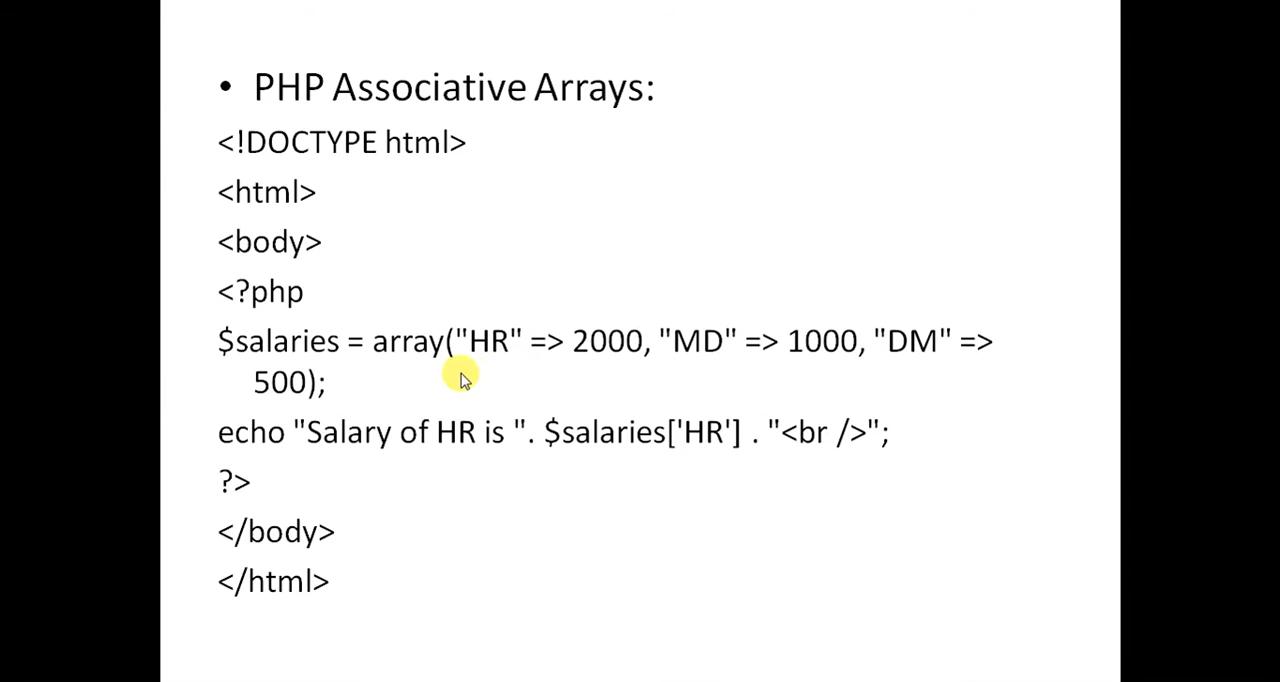 • PHP Associative Arrays:
<!DOCTYPE html>
<html>
<body>
<?php
$salaries = array("HR" => 2000, "MD" => 1000, "DM" =>
500);
echo "Salary of HR is ". $salaries['HR'] . "<br />";
?>
</body>
</html>